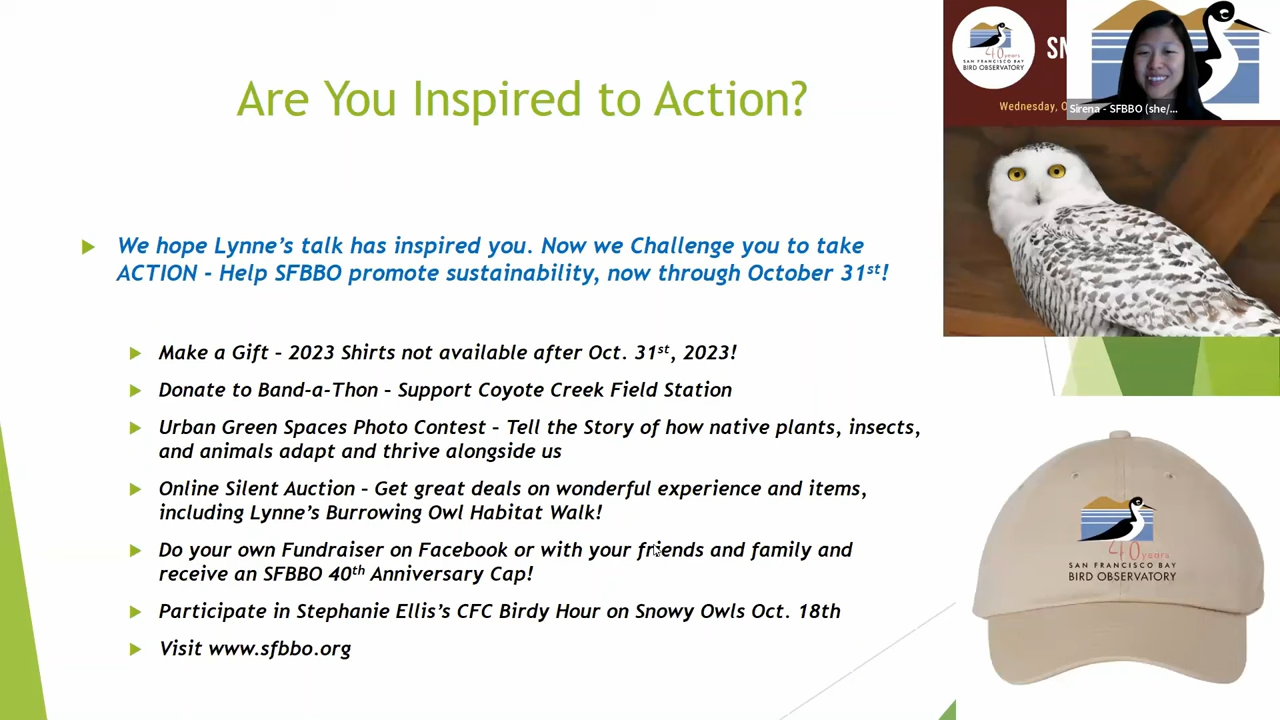 Are You Inspired to Action?
We hope Lynne's talk has inspired you. Now we Challenge you to take
ACTION - Help SFBBO promote sustainability, now through October 31st!
Make a Gift – 2023 Shirts not available after Oct. 31st, 2023!
Donate to Band-a-Thon – Support Coyote Creek Field Station
Urban Green Spaces Photo Contest – Tell the Story of how native plants, insects,
and animals adapt and thrive alongside us
Online Silent Auction – Get great deals on wonderful experience and items,
including Lynne's Burrowing Owl Habitat Walk!
Do your own Fundraiser on Facebook or with your friends and family and
receive an SFBBO 40th Anniversary Cap!
Participate in Stephanie Ellis's CFC Birdy Hour on Snowy Owls Oct. 18th
Visit www.sfbbo.org
40 years
SAN FRANCISCO BAY
BIRD OBSERVATORY
Wednesday,
Sirena - SFBBO (she/...
40 years
SAN FRANCISCO BAY
BIRD OBSERVATORY